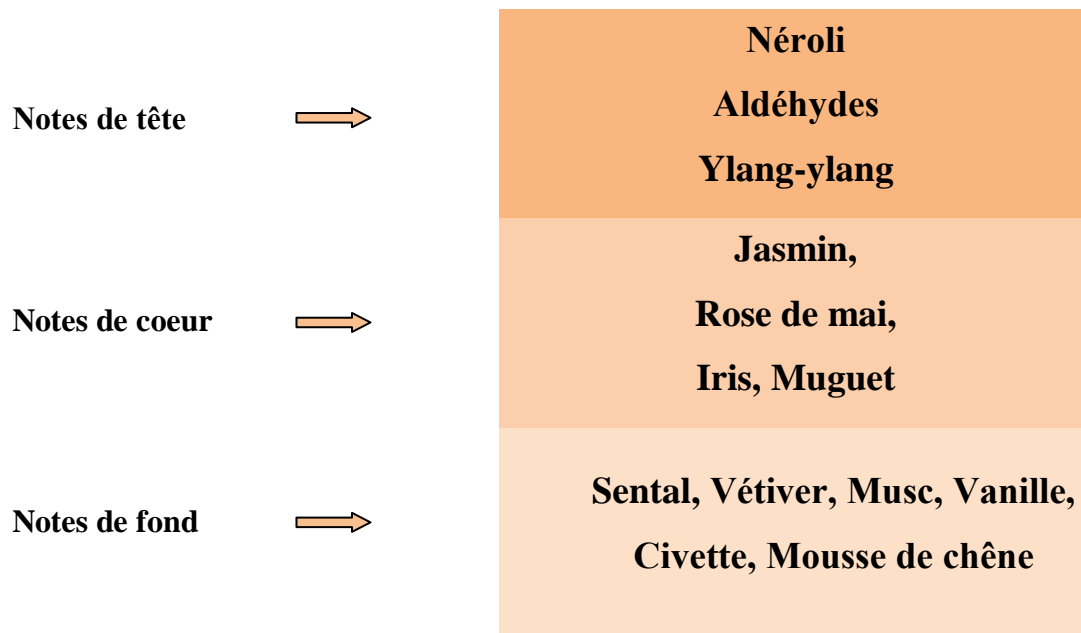 Notes de tête
Néroli
Aldéhydes
Ylang-ylang
Notes de coeur
Jasmin,
Rose de mai,
Iris, Muguet
Notes de fond
Sental, Vétiver, Musc, Vanille,
Civette, Mousse de chêne